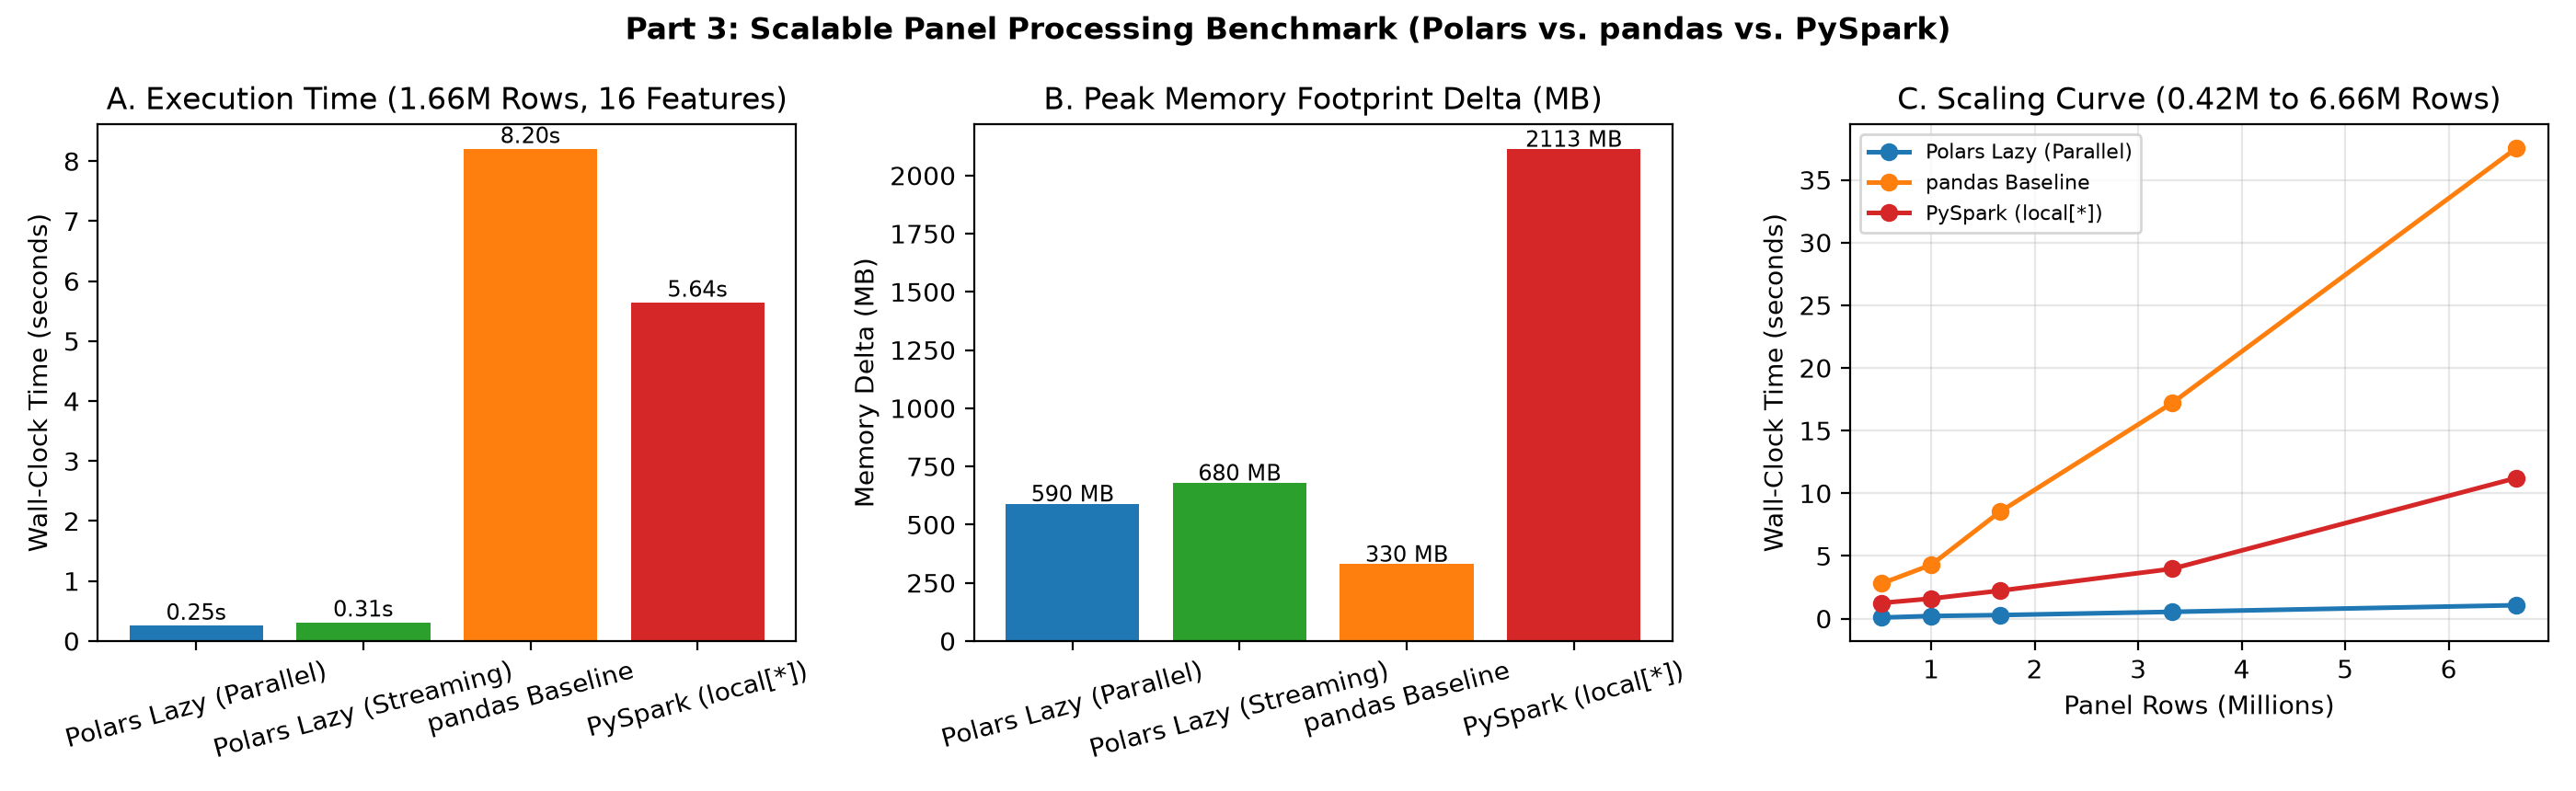 Part 3: Scalable Panel Processing Benchmark (Polars vs. pandas vs. PySpark)
A. Execution Time (1.66M Rows, 16 Features)
Wall-Clock Time (seconds)
8
7
6
5
4
3
2
1
0
0.25s
0.31s
8.20s
5.64s
Polars Lazy (Parallel)
Polars Lazy (Streaming)
pandas Baseline
PySpark (local[*])
B. Peak Memory Footprint Delta (MB)
Memory Delta (MB)
2000
1750
1500
1250
1000
750
500
250
0
590 MB
680 MB
330 MB
2113 MB
Polars Lazy (Parallel)
Polars Lazy (Streaming)
pandas Baseline
PySpark (local[*])
C. Scaling Curve (0.42M to 6.66M Rows)
Polars Lazy (Parallel)
pandas Baseline
PySpark (local[*])
Wall-Clock Time (seconds)
35
30
25
20
15
10
5
0
1
2
3
4
5
6
Panel Rows (Millions)